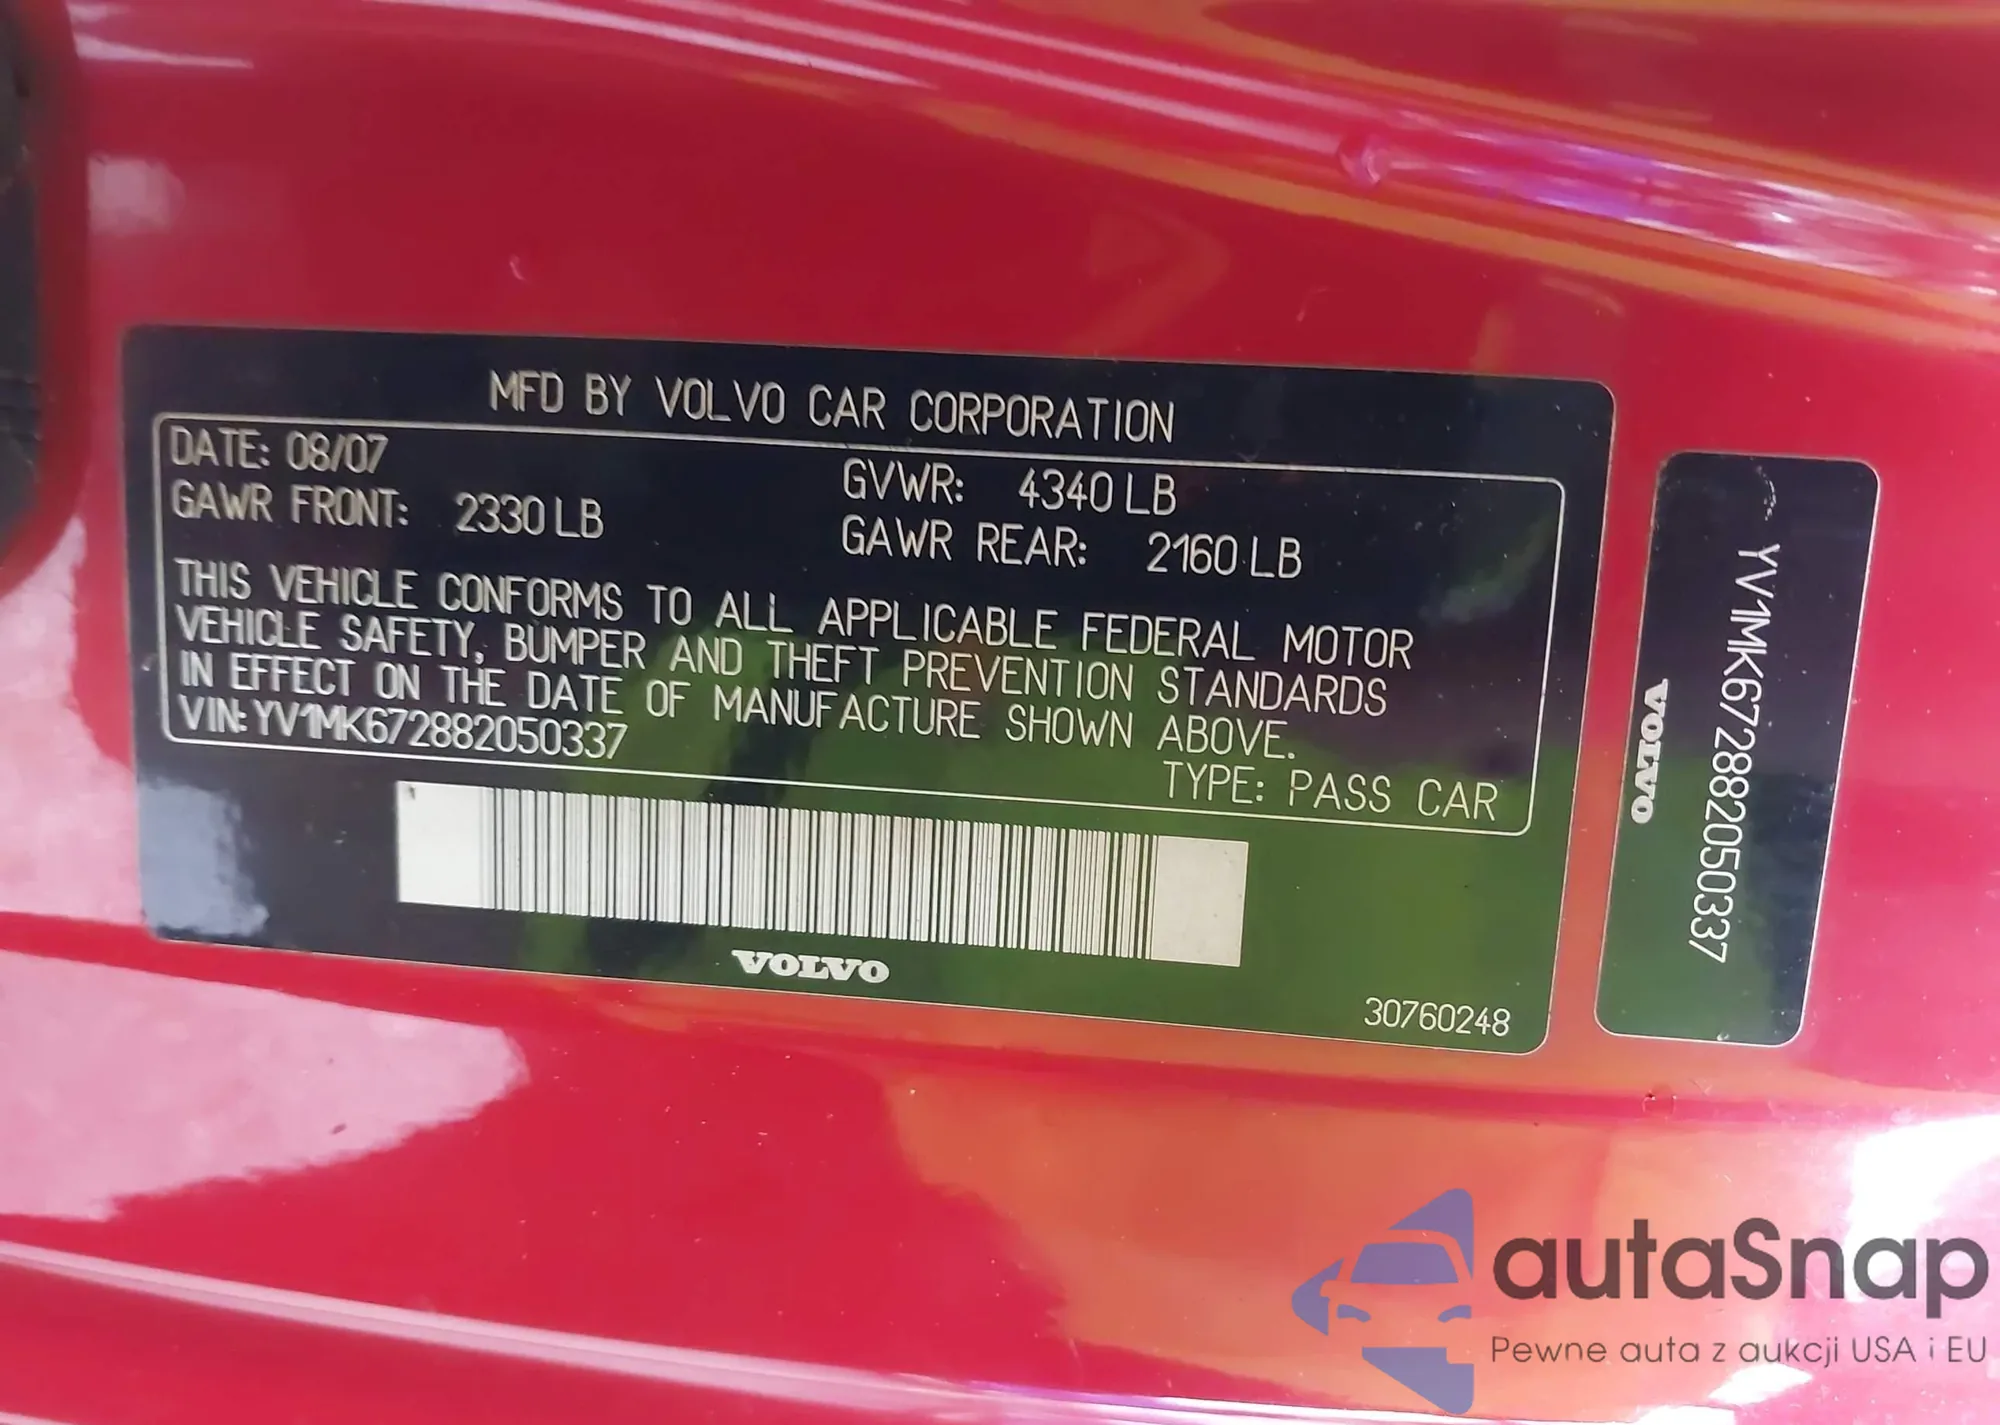 MFD BY VOLVO CAR CORPORATION
DATE: 08/07
GVWR: 4340 LB
GAWR FRONT: 2330 LB
GAWR REAR: 2160 LB
THIS VEHICLE CONFORMS TO ALL APPLICABLE FEDERAL MOTOR
VEHICLE SAFETY, BUMPER AND THEFT PREVENTION STANDARDS
IN EFFECT ON THE DATE OF MANUFACTURE SHOWN ABOVE.
VIN: YV1MK672882050337
TYPE: PASS CAR
VOLVO
30760248
YV1MK672882050337
VOLVO
autaSnap
Pewne auta z aukcji USA i EU